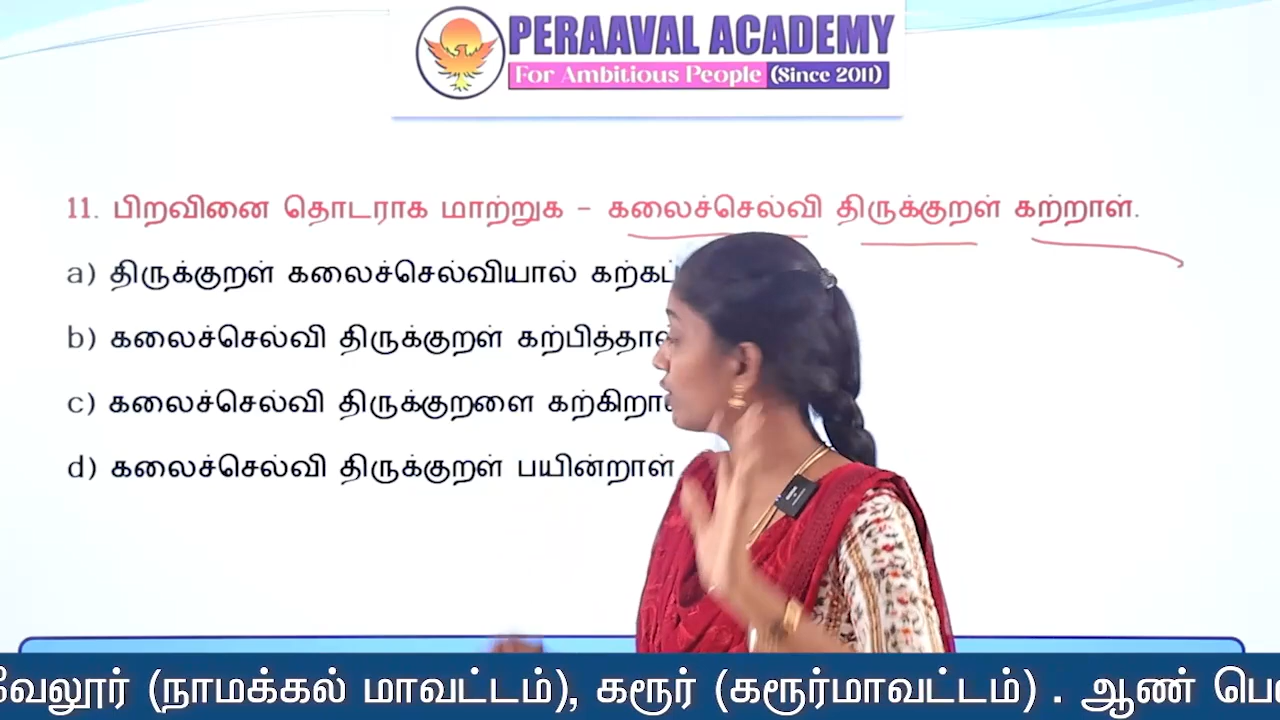 PERAAVAL ACADEMY
For Ambitious People (Since 2011)
11. பிறவினை தொடராக மாற்றுக - கலைச்செல்வி திருக்குறள் கற்றாள்.
a) திருக்குறள் கலைச்செல்வியால்
b) கலைச்செல்வி திருக்குறள்
c) கலைச்செல்வி திருக்குறளை
d) கலைச்செல்வி திருக்குறள் பயின்றாள்
(நாமக்கல் மாவட்டம்), கரூர் (கரூர்மாவட்டம்) . ஆண்